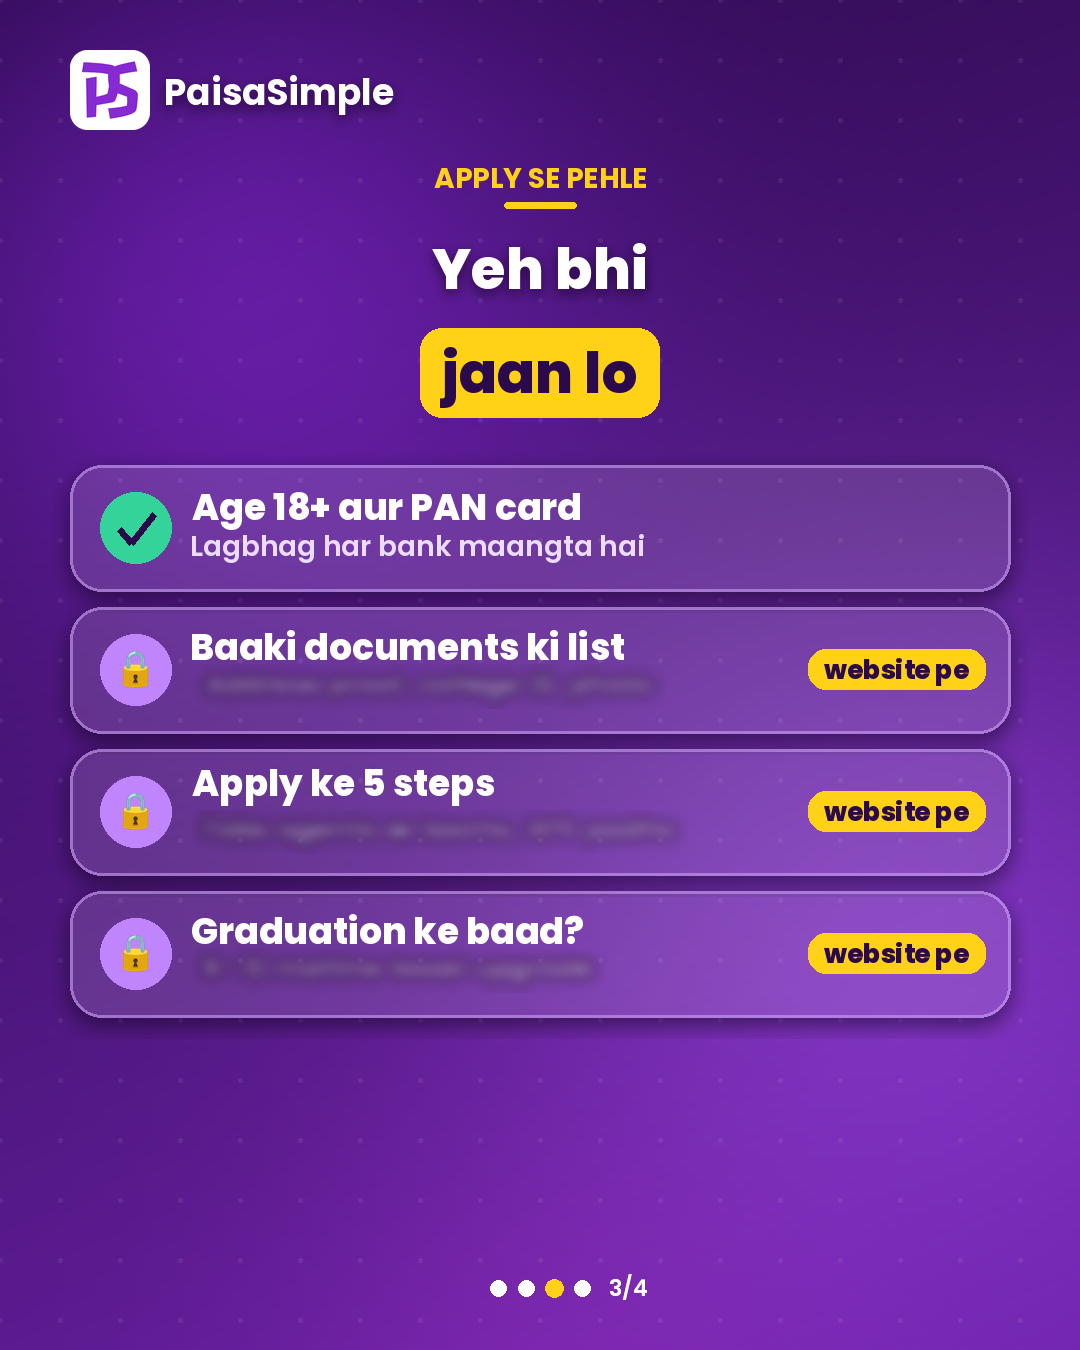 PaisaSimple
APPLY SE PEHLE
Yeh bhi
jaan lo
Age 18+ aur PAN card
Lagbhag har bank maangta hai
Baaki documents ki list
website pe
Apply ke 5 steps
website pe
Graduation ke baad?
website pe
3/4